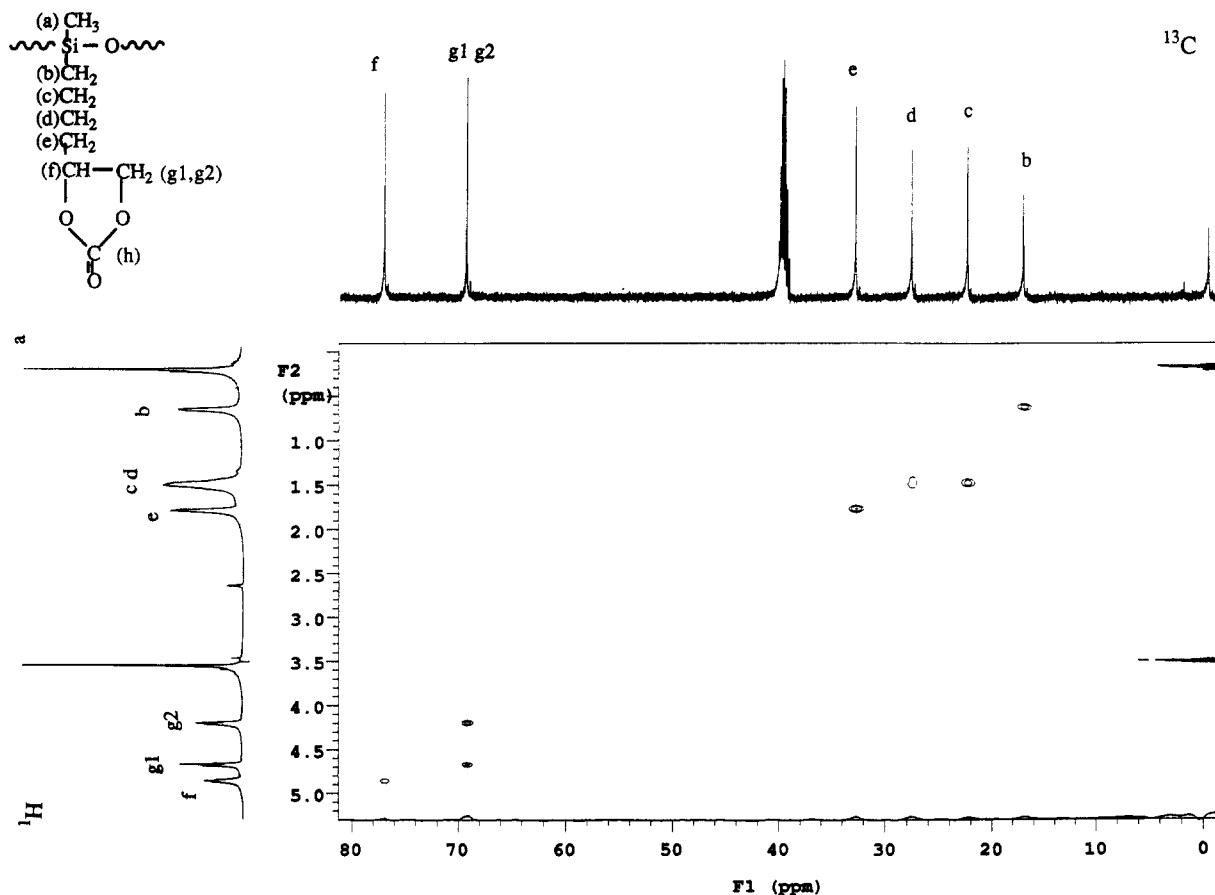 (a) CH3
Si — O
(b)CH2
(c)CH2
(d)CH2
(e)CH2
(f)CH — CH2 (g1,g2)
O O
C (h)
O
13C
f
g1 g2
e
d
c
b
a
b
c d
e
g2
g1
f
1H
F2
(ppm)
1.0
1.5
2.0
2.5
3.0
3.5
4.0
4.5
5.0
80 70 60 50 40 30 20 10 0
F1 (ppm)